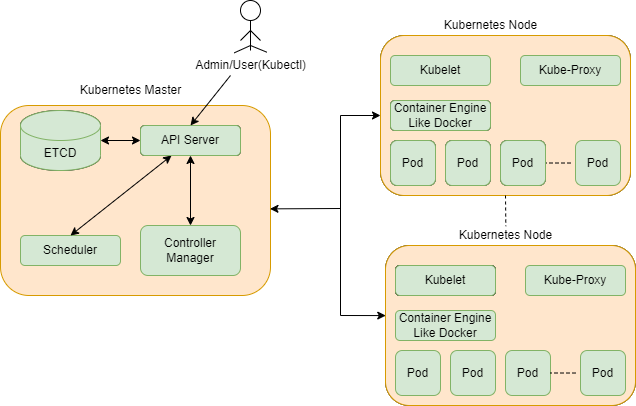 Admin/User(Kubectl)
Kubernetes Master
ETCD
API Server
Scheduler
Controller
Manager
Kubernetes Node
Kubelet
Kube-Proxy
Container Engine
Like Docker
Pod
Pod
Pod
Pod
Kubernetes Node
Kubelet
Kube-Proxy
Container Engine
Like Docker
Pod
Pod
Pod
Pod